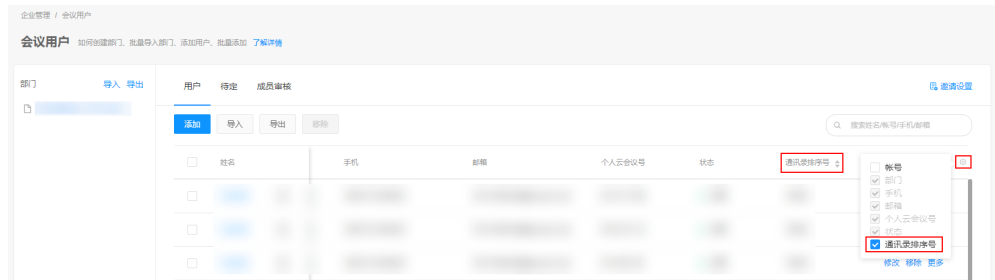 企业管理 / 会议用户
会议用户 如何创建部门、批量导入部门、添加用户、批量添加 了解详情
部门 导入 导出
用户 待定 成员审核 邀请设置
添加 导入 导出 移除 搜索姓名/帐号/手机/邮箱
姓名 手机 邮箱 个人云会议号 状态 通讯录排序号
帐号
部门
手机
邮箱
个人云会议号
状态
通讯录排序号
修改 移除 更多